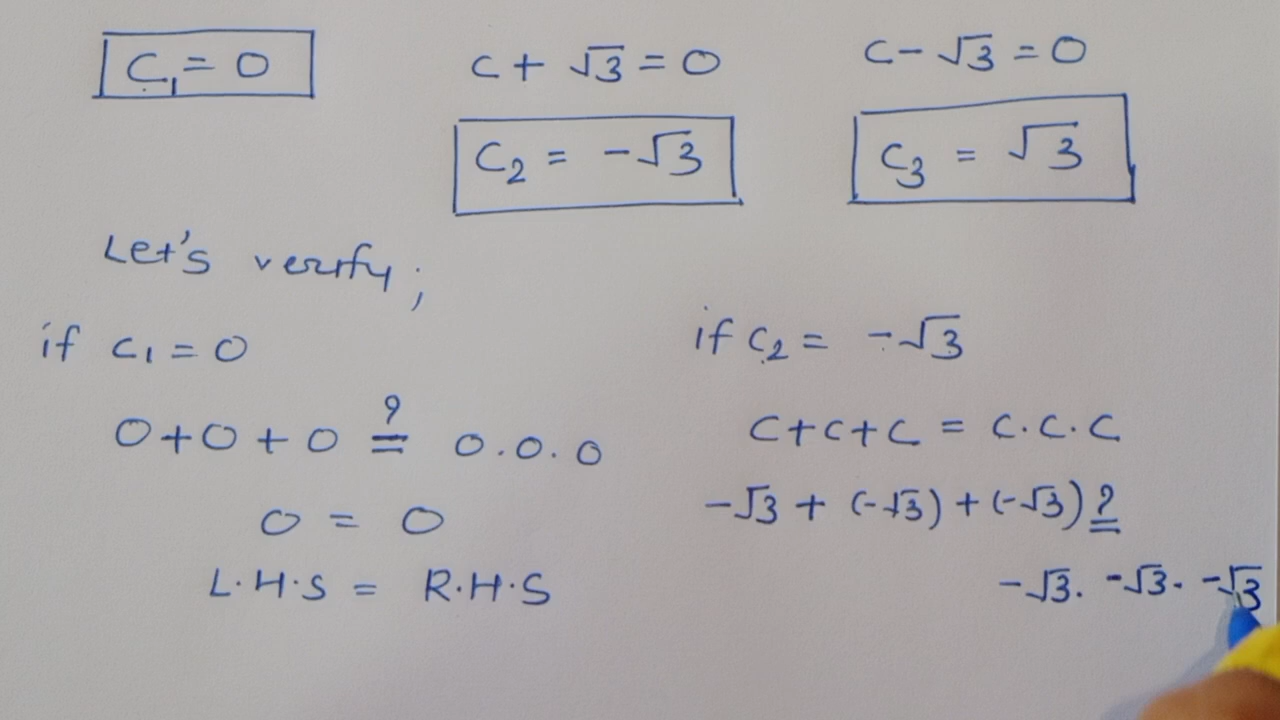 C₁ = 0
C + √3 = 0
C₂ = -√3
C - √3 = 0
C₃ = √3
Let's verify;
if C₁ = 0
0 + 0 + 0 ≟ 0.0.0
0 = 0
L.H.S = R.H.S
if C₂ = -√3
C + C + C = C.C.C
-√3 + (-√3) + (-√3) ≟
-√3. -√3. -√3